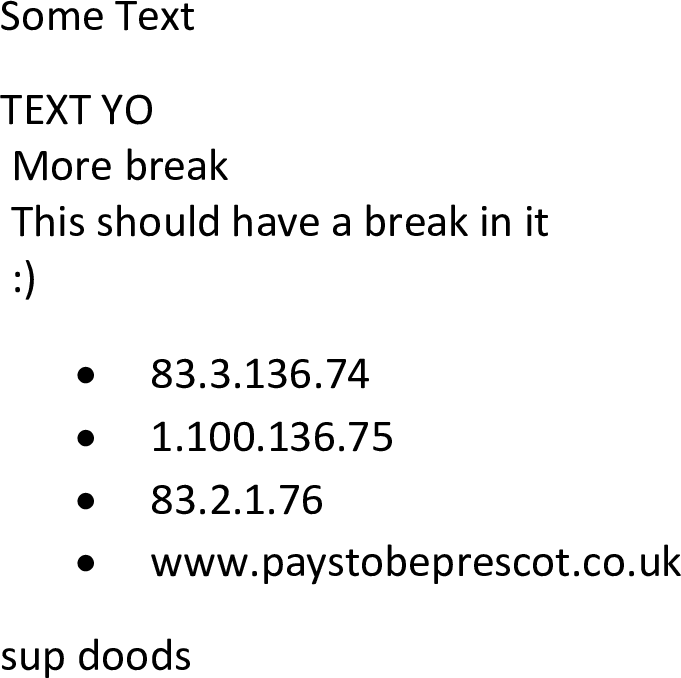 Some Text
TEXT YO
More break
This should have a break in it
:)
• 83.3.136.74
• 1.100.136.75
• 83.2.1.76
• www.paystobeprescot.co.uk
sup doods